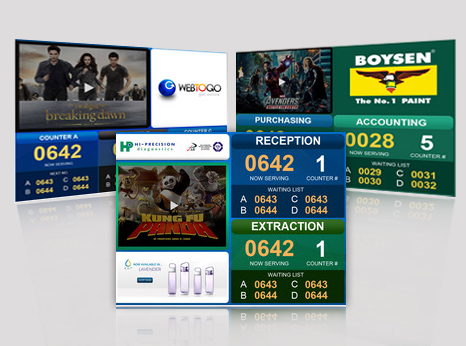 breaking dawn
WEBTOGO
COUNTER A
0642
NOW SERVING
NEXT NO.
A 0643 C 0643
B 0644 D 0644
COUNTER C
AVENGERS
BOYSEN
The No.1 PAINT
PURCHASING
ACCOUNTING
0028 5
NOW SERVING COUNTER #
WAITING LIST
A 0029 C 0031
B 0030 D 0032
HP HI-PRECISION
diagnostics
KUNG FU
PANDA
NOW AVAILABLE IN
LAVENDER
RECEPTION
0642 1
NOW SERVING COUNTER #
WAITING LIST
A 0643 C 0643
B 0644 D 0644
EXTRACTION
0642 1
NOW SERVING COUNTER #
WAITING LIST
A 0643 C 0643
B 0644 D 0644